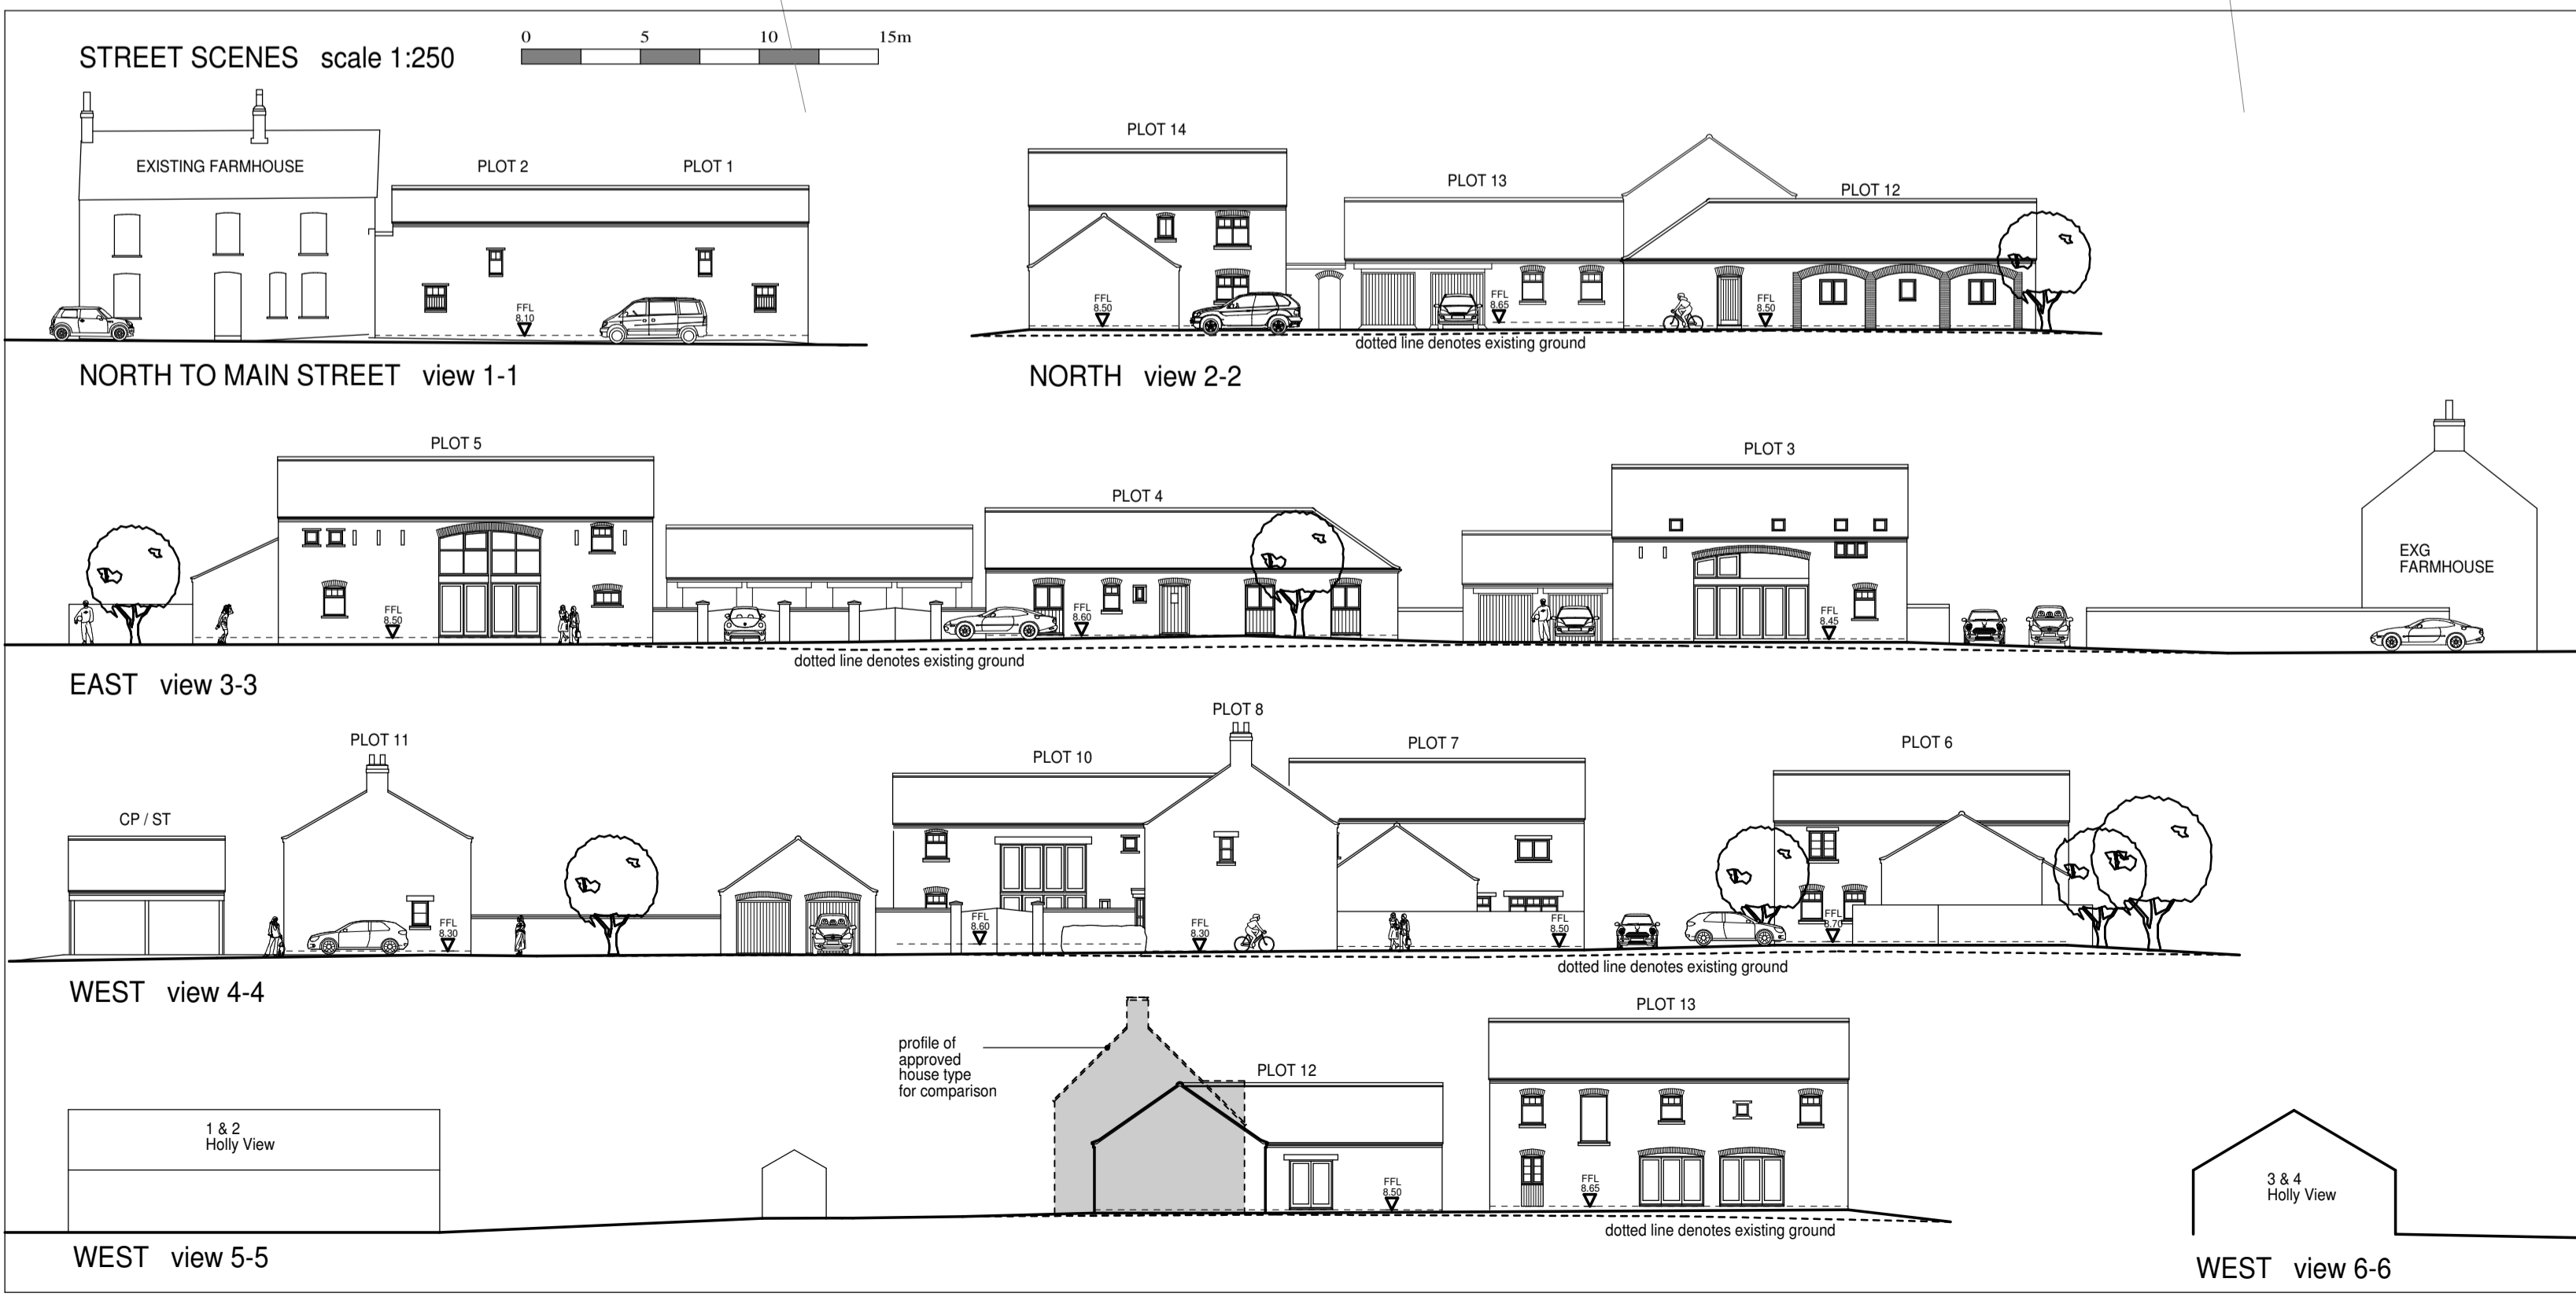 STREET SCENES scale 1:250
0 5 10 15m
EXISTING FARMHOUSE
PLOT 2
PLOT 1
FFL
8.10
NORTH TO MAIN STREET view 1-1
PLOT 14
PLOT 13
PLOT 12
FFL
8.50
FFL
8.65
FFL
8.50
dotted line denotes existing ground
NORTH view 2-2
PLOT 5
PLOT 4
PLOT 3
EXG
FARMHOUSE
FFL
8.50
FFL
8.60
FFL
8.45
dotted line denotes existing ground
EAST view 3-3
CP / ST
PLOT 11
PLOT 10
PLOT 8
PLOT 7
PLOT 6
FFL
8.30
FFL
8.60
FFL
8.30
FFL
8.50
FFL
8.70
dotted line denotes existing ground
WEST view 4-4
1 & 2
Holly View
profile of
approved
house type
for comparison
PLOT 12
PLOT 13
FFL
8.50
FFL
8.65
dotted line denotes existing ground
WEST view 5-5
3 & 4
Holly View
WEST view 6-6